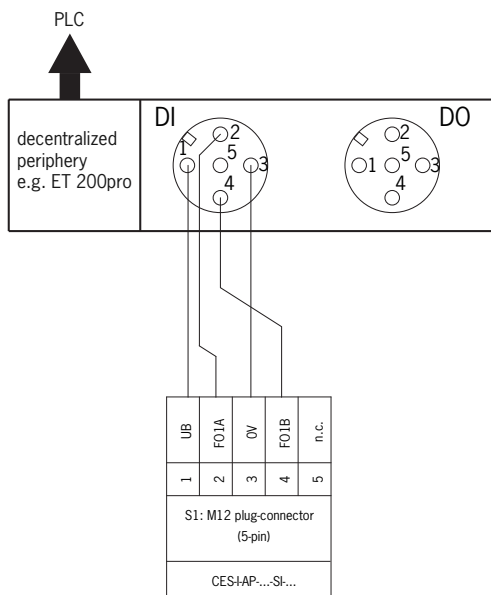 PLC
decentralized
periphery
e.g. ET 200pro
DI
1
2
5
3
4
DO
2
1
5
3
4
UB
FO1A
0V
FO1B
n.c.
1
2
3
4
5
S1: M12 plug-connector
(5-pin)
CES-I-AP-...-SI-...